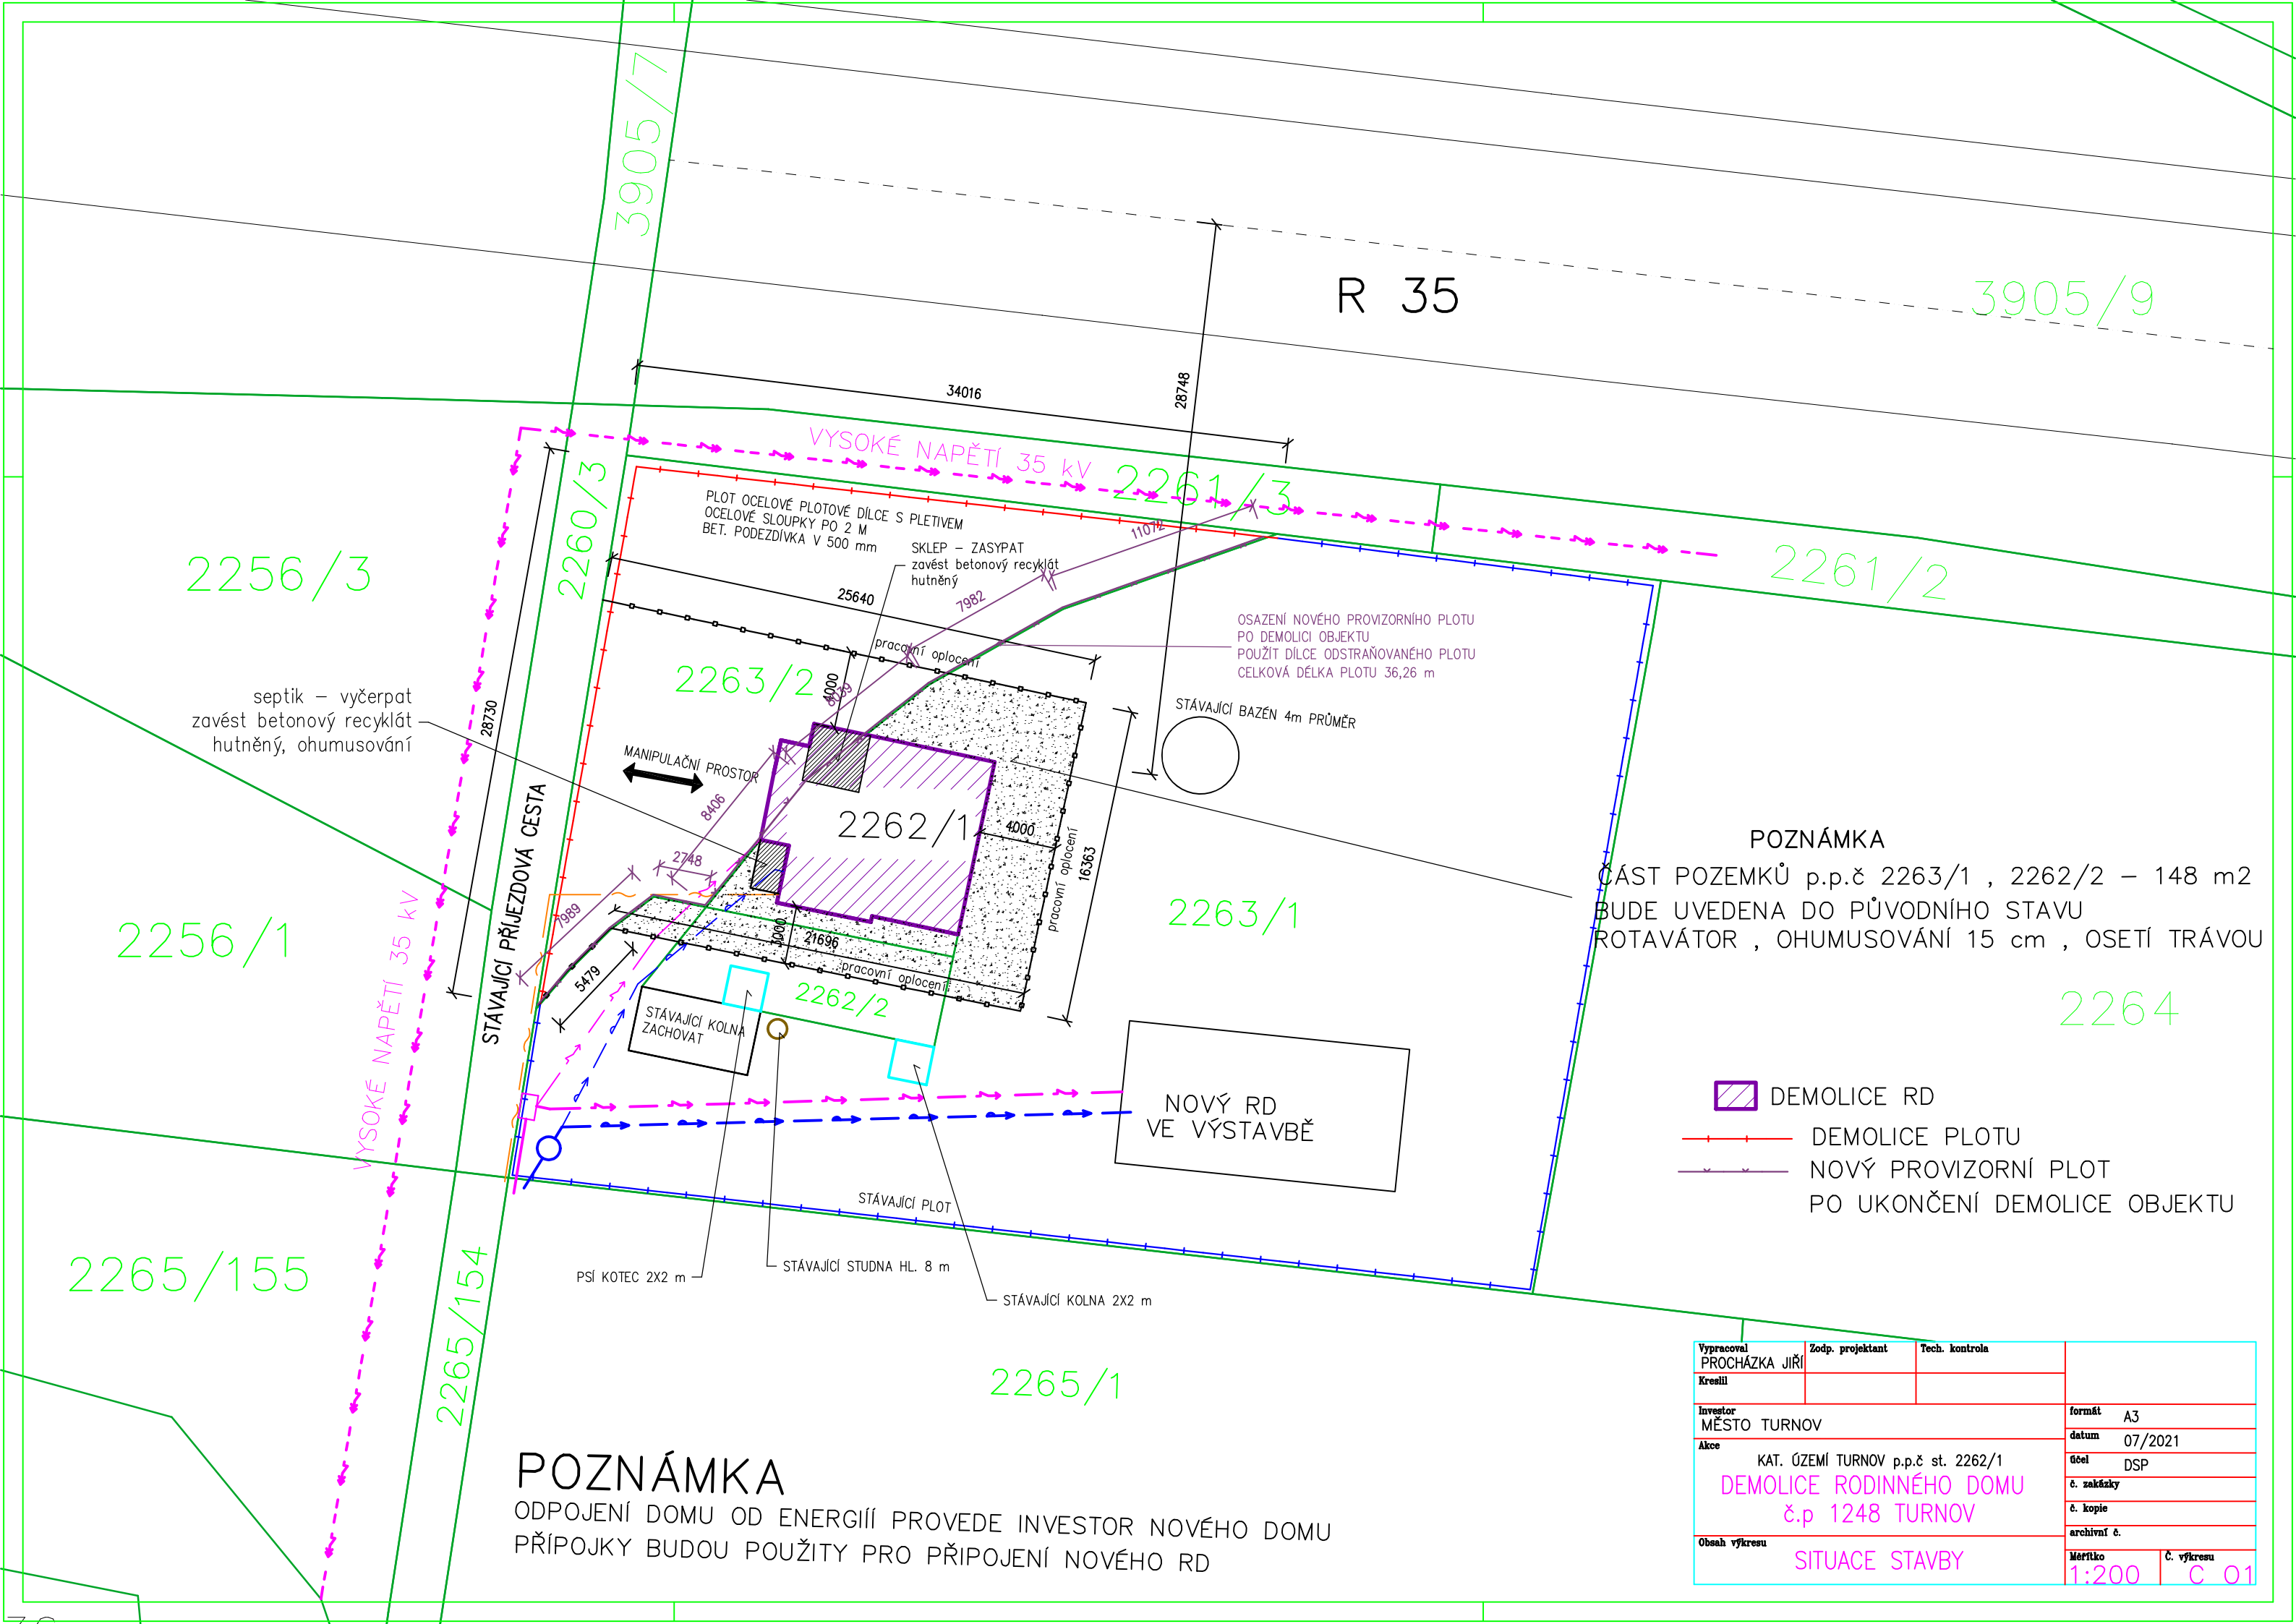 3905/7
R 35
3905/9
34016
28748
VYSOKÉ NAPĚTÍ 35 kV
2261/3
2260/3
PLOT OCELOVÉ PLOTOVÉ DÍLCE S PLETIVEM
OCELOVÉ SLOUPKY PO 2 M
BET. PODEZDÍVKA V 500 mm
11072
SKLEP – ZASYPAT
zavést betonový recyklát
hutněný
2256/3
2261/2
25640
7982
OSAZENÍ NOVÉHO PROVIZORNÍHO PLOTU
PO DEMOLICI OBJEKTU
POUŽÍT DÍLCE ODSTRAŇOVANÉHO PLOTU
CELKOVÁ DÉLKA PLOTU 36,26 m
pracovní oplocení
2263/2
4000
8039
septik – vyčerpat
zavést betonový recyklát
hutněný, ohumusování
28730
STÁVAJÍCÍ BAZÉN 4m PRŮMĚR
MANIPULAČNÍ PROSTOR
8406
2262/1
4000
pracovní oplocení
16363
2748
STÁVAJÍCÍ PŘÍJEZDOVÁ CESTA
POZNÁMKA
ČÁST POZEMKŮ p.p.č 2263/1 , 2262/2 – 148 m2
BUDE UVEDENA DO PŮVODNÍHO STAVU
ROTAVÁTOR , OHUMUSOVÁNÍ 15 cm , OSETÍ TRÁVOU
2256/1
VYSOKÉ NAPĚTÍ 35 kV
7989
5479
3000
21696
pracovní oplocení
2263/1
2262/2
2264
STÁVAJÍCÍ KOLNA
ZACHOVAT
NOVÝ RD
VE VÝSTAVBĚ
DEMOLICE RD
DEMOLICE PLOTU
NOVÝ PROVIZORNÍ PLOT
PO UKONČENÍ DEMOLICE OBJEKTU
STÁVAJÍCÍ PLOT
2265/155
2265/154
PSÍ KOTEC 2X2 m
STÁVAJÍCÍ STUDNA HL. 8 m
STÁVAJÍCÍ KOLNA 2X2 m
2265/1
POZNÁMKA
ODPOJENÍ DOMU OD ENERGIÍÍ PROVEDE INVESTOR NOVÉHO DOMU
PŘÍPOJKY BUDOU POUŽITY PRO PŘIPOJENÍ NOVÉHO RD
Vypracoval Zodp. projektant Tech. kontrola
PROCHÁZKA JIŘÍ
Kreslil
Investor
MĚSTO TURNOV
formát A3
datum 07/2021
Akce
KAT. ÚZEMÍ TURNOV p.p.č st. 2262/1
účel DSP
DEMOLICE RODINNÉHO DOMU
č.p 1248 TURNOV
č. zakázky
č. kopie
archivní č.
Obsah výkresu
SITUACE STAVBY
Měřítko Č. výkresu
1:200 C 01